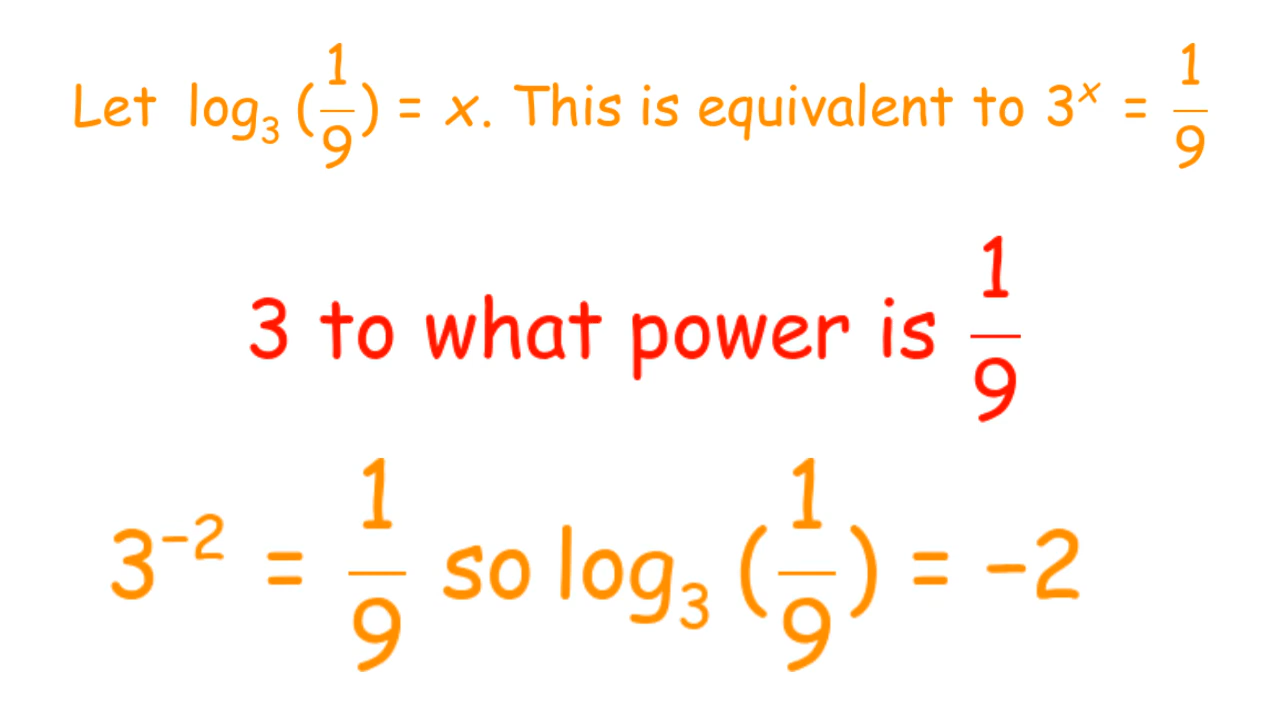 Let log₃ (1/9) = x. This is equivalent to 3ˣ = 1/9
3 to what power is 1/9
3⁻² = 1/9 so log₃ (1/9) = -2